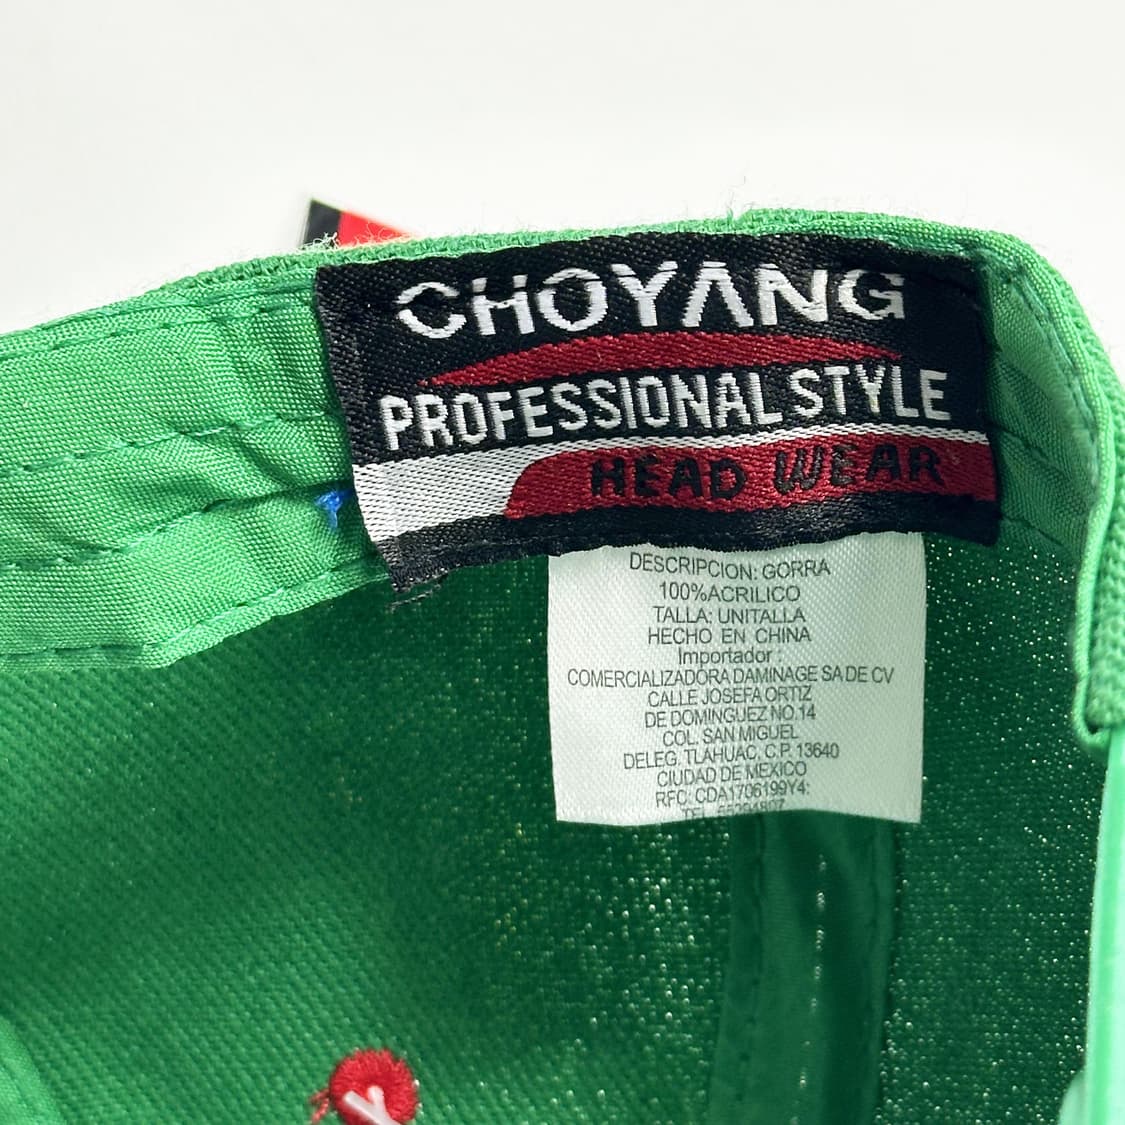 CHOYANG
PROFESSIONAL STYLE
HEAD WEAR
DESCRIPCION: GORRA
100%ACRILICO
TALLA: UNITALLA
HECHO EN CHINA
Importador :
COMERCIALIZADORA DAMINAGE SA DE CV
CALLE JOSEFA ORTIZ
DE DOMINGUEZ NO.14
COL. SAN MIGUEL
DELEG. TLAHUAC, C.P. 13640
CIUDAD DE MEXICO
RFC: CDA1706199Y4: